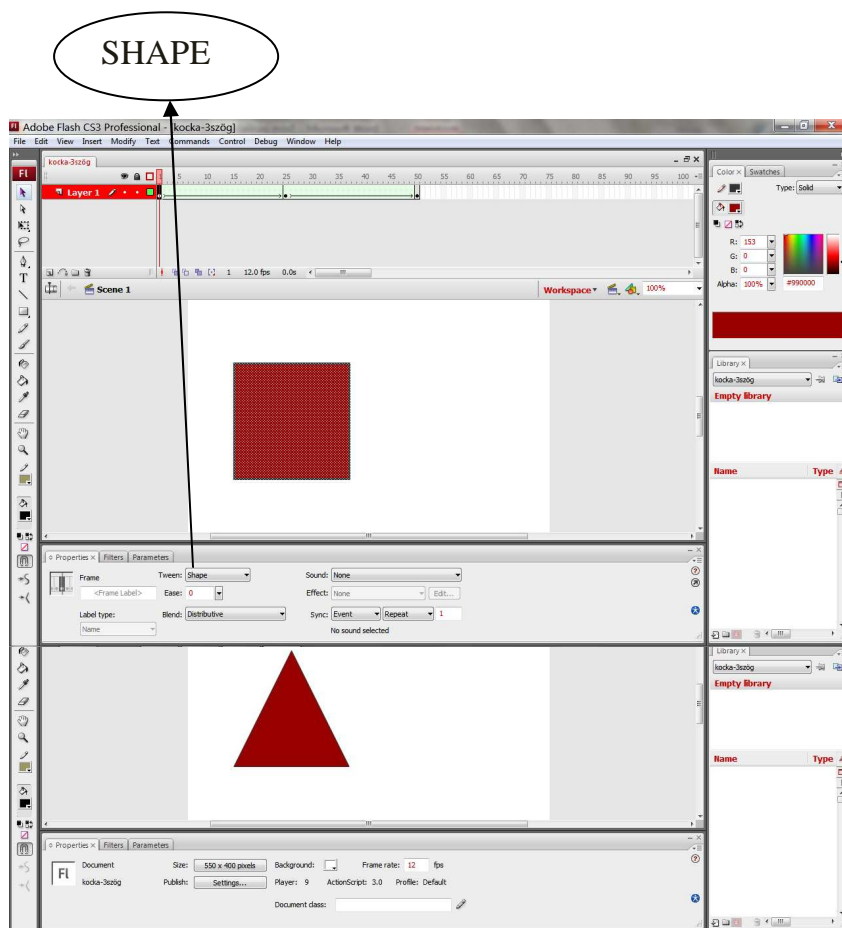 SHAPE
Adobe Flash CS3 Professional - [kocka-3szög]
File Edit View Insert Modify Text Commands Control Debug Window Help
kocka-3szög
5 10 15 20 25 30 35 40 45 50 55 60 65 70 75 80 85 90 95 100
Layer 1
1 12.0 fps 0.0s
Scene 1 Workspace 100%
Color Swatches
Type: Solid
R: 153
G: 0
B: 0
Alpha: 100% #990000
Library
kocka-3szög
Empty library
Name Type
Properties Filters Parameters
Frame Tween: Shape Sound: None
<Frame Label> Ease: 0 Effect: None Edit...
Label type: Blend: Distributive Sync: Event Repeat 1
Name No sound selected
Library
kocka-3szög
Empty library
Name Type
Properties Filters Parameters
Document Size: 550 x 400 pixels Background: Frame rate: 12 fps
kocka-3szög Publish: Settings... Player: 9 ActionScript: 3.0 Profile: Default
Document class:
Fl